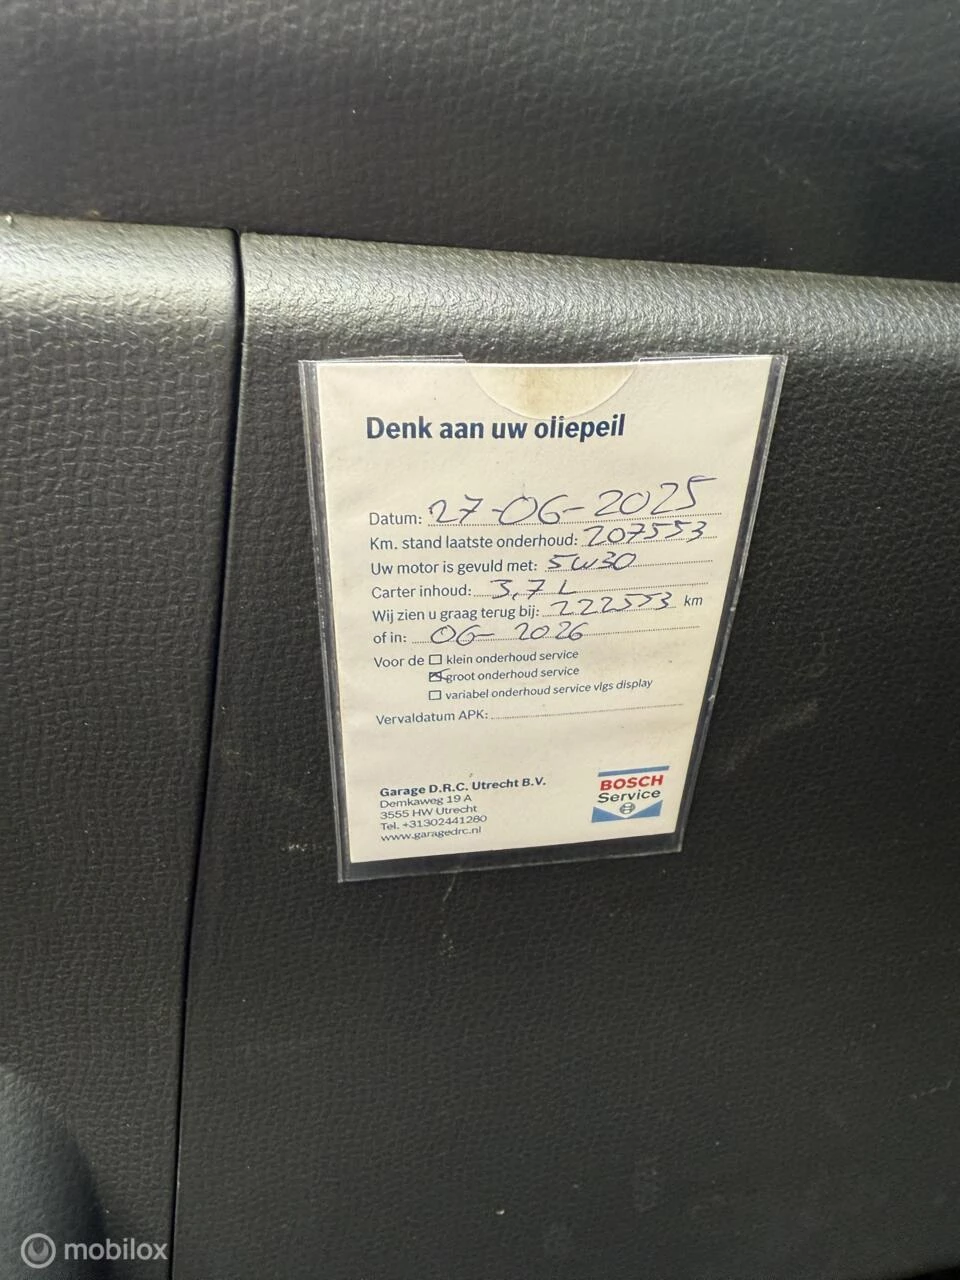 Denk aan uw oliepeil
Datum: 27-06-2025
Km. stand laatste onderhoud: 207553
Uw motor is gevuld met: 5W30
Carter inhoud: 3,7 L
Wij zien u graag terug bij: 222553 km
of in: 06-2026
Voor de klein onderhoud service
groot onderhoud service
variabel onderhoud service vlgs display
Vervaldatum APK:
Garage D.R.C. Utrecht B.V.
Demkaweg 19 A
3555 HW Utrecht
Tel. +31302441280
www.garagedrc.nl
BOSCH
Service
mobilox